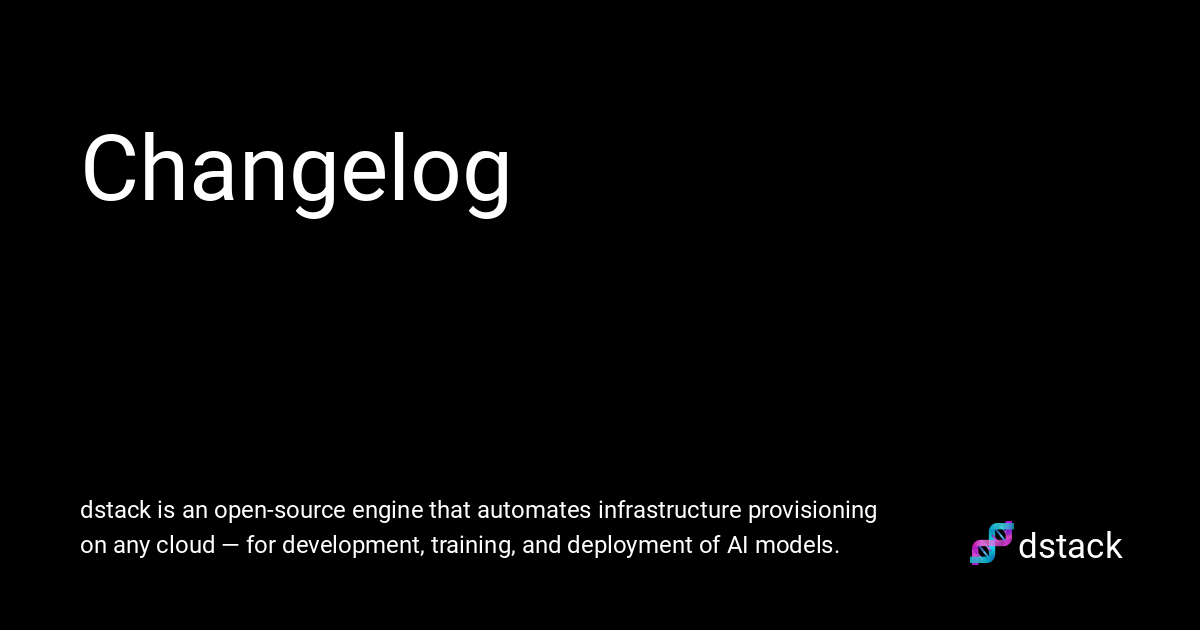 Changelog
dstack is an open-source engine that automates infrastructure provisioning
on any cloud — for development, training, and deployment of AI models.
dstack